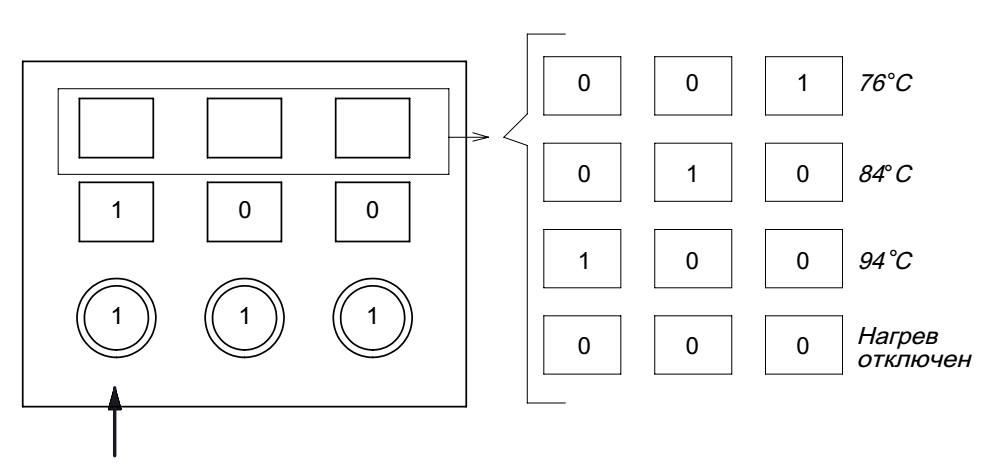 0 0 1 76°C
0 1 0 84°C
1 0 0
1 0 0 94°C
1 1 1
0 0 0 Нагрев
отключен